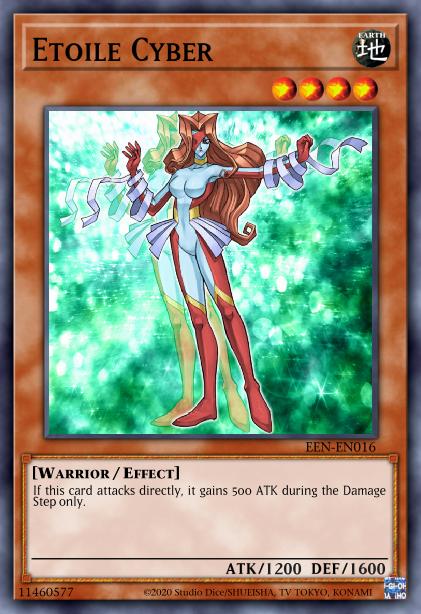 Etoile Cyber
EARTH
地
EEN-EN016
[Warrior / Effect]
If this card attacks directly, it gains 500 ATK during the Damage
Step only.
ATK/1200 DEF/1600
11460577
©2020 Studio Dice/SHUEISHA, TV TOKYO, KONAMI